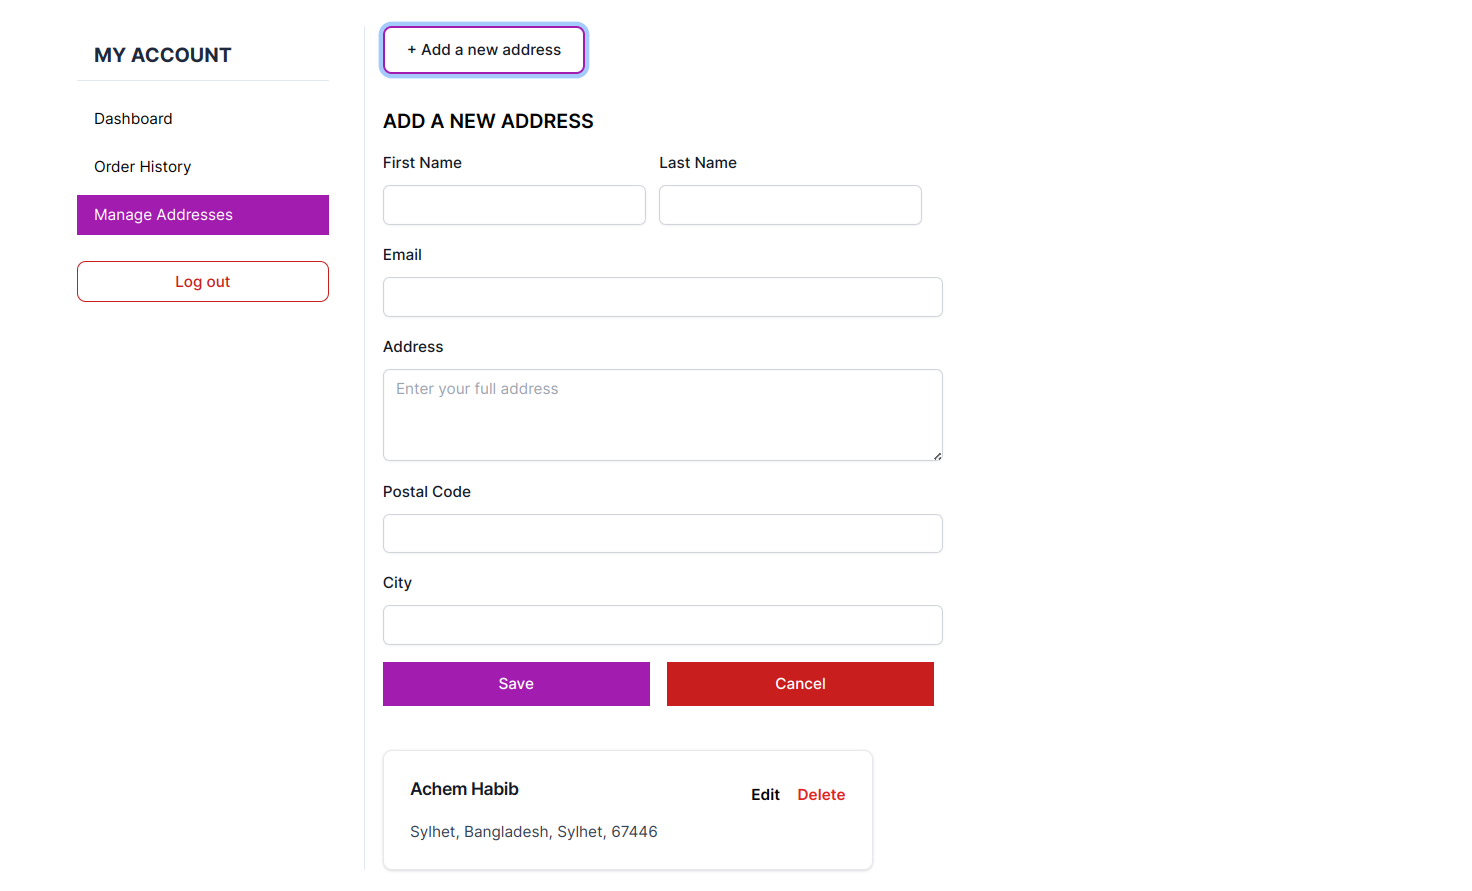 MY ACCOUNT
Dashboard
Order History
Manage Addresses
Log out
+ Add a new address
ADD A NEW ADDRESS
First Name Last Name
Email
Address
Enter your full address
Postal Code
City
Save Cancel
Achem Habib
Edit Delete
Sylhet, Bangladesh, Sylhet, 67446